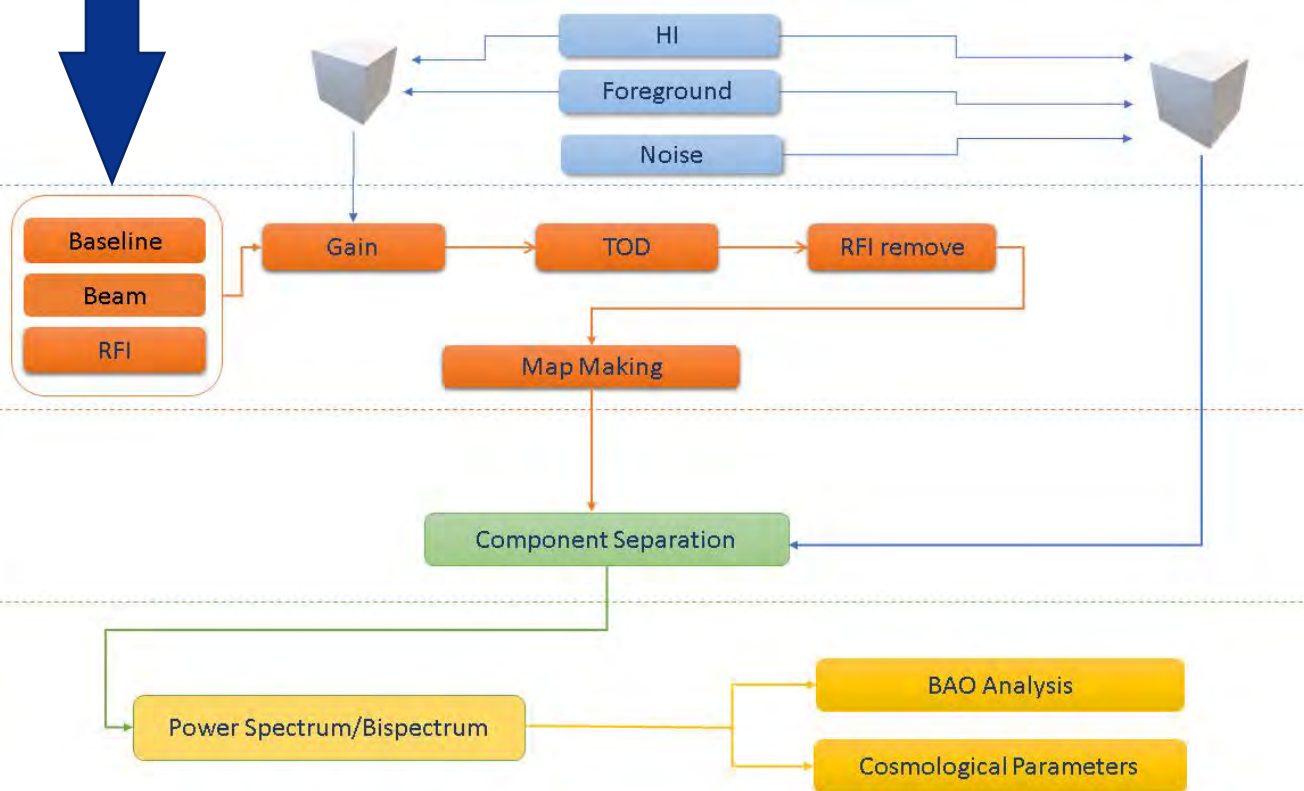 HI
Foreground
Noise
Baseline
Beam
RFI
Gain
TOD
RFI remove
Map Making
Component Separation
Power Spectrum/Bispectrum
BAO Analysis
Cosmological Parameters